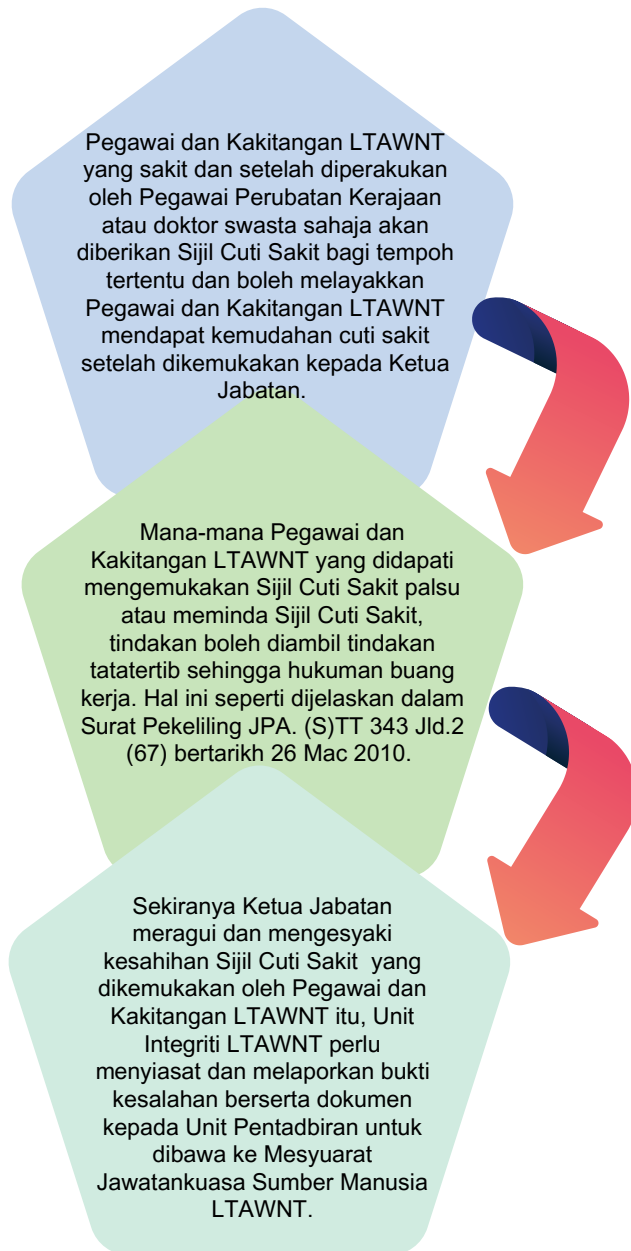 Pegawai dan Kakitangan LTAWNT
yang sakit dan setelah diperakukan
oleh Pegawai Perubatan Kerajaan
atau doktor swasta sahaja akan
diberikan Sijil Cuti Sakit bagi tempoh
tertentu dan boleh melayakkan
Pegawai dan Kakitangan LTAWNT
mendapat kemudahan cuti sakit
setelah dikemukakan kepada Ketua
Jabatan.
Mana-mana Pegawai dan
Kakitangan LTAWNT yang didapati
mengemukakan Sijil Cuti Sakit palsu
atau meminda Sijil Cuti Sakit,
tindakan boleh diambil tindakan
tatatertib sehingga hukuman buang
kerja. Hal ini seperti dijelaskan dalam
Surat Pekeliling JPA. (S)TT 343 Jld.2
(67) bertarikh 26 Mac 2010.
Sekiranya Ketua Jabatan
meragui dan mengesyaki
kesahihan Sijil Cuti Sakit  yang
dikemukakan oleh Pegawai dan
Kakitangan LTAWNT itu, Unit
Integriti LTAWNT perlu
menyiasat dan melaporkan bukti
kesalahan berserta dokumen
kepada Unit Pentadbiran untuk
dibawa ke Mesyuarat
Jawatankuasa Sumber Manusia
LTAWNT.